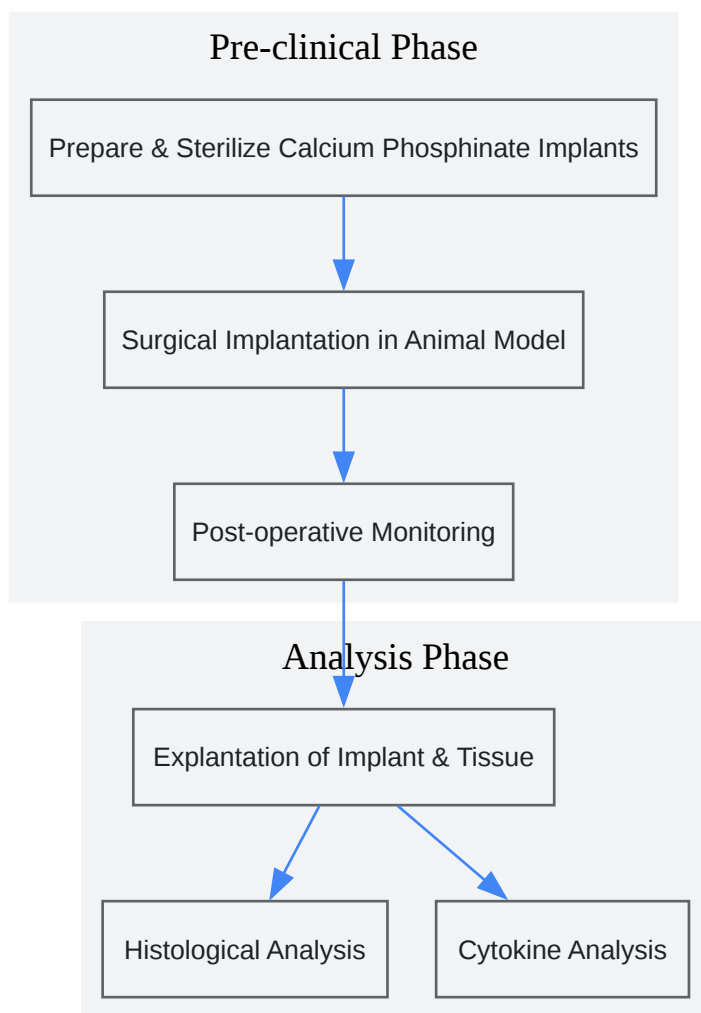 Pre-clinical Phase
Prepare & Sterilize Calcium Phosphinate Implants
Surgical Implantation in Animal Model
Post-operative Monitoring
Analysis Phase
Explantation of Implant & Tissue
Histological Analysis
Cytokine Analysis